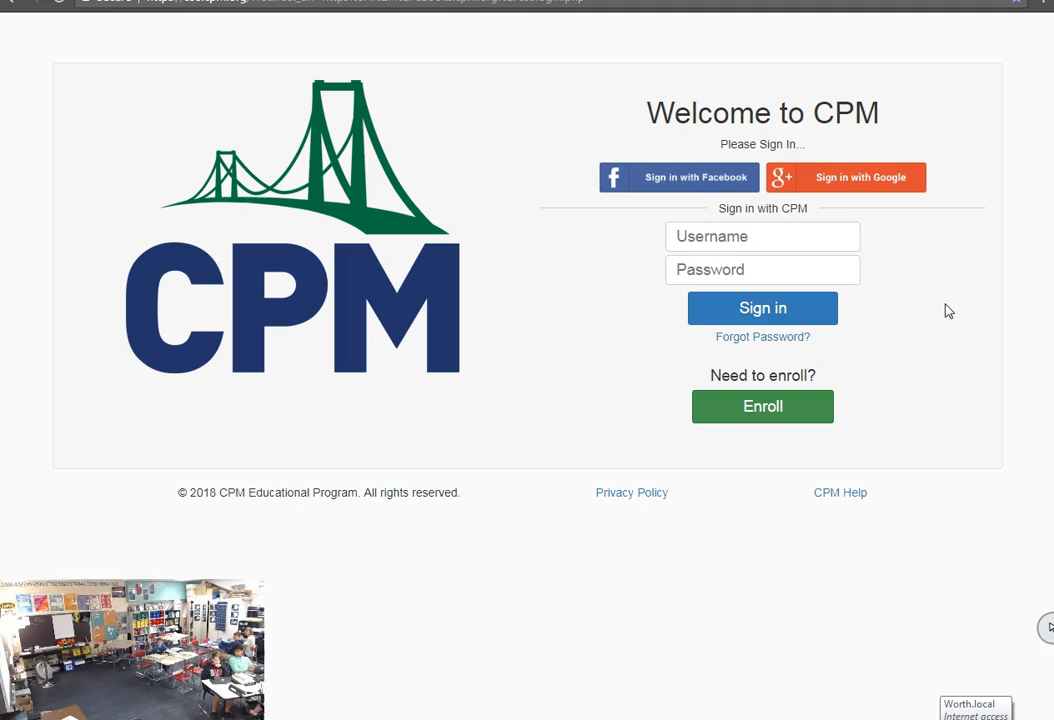 Welcome to CPM
Please Sign In...
f Sign in with Facebook
g+ Sign in with Google
Sign in with CPM
Username
Password
Sign in
Forgot Password?
Need to enroll?
Enroll
CPM
© 2018 CPM Educational Program. All rights reserved.
Privacy Policy
CPM Help
Worth.local
Internet access